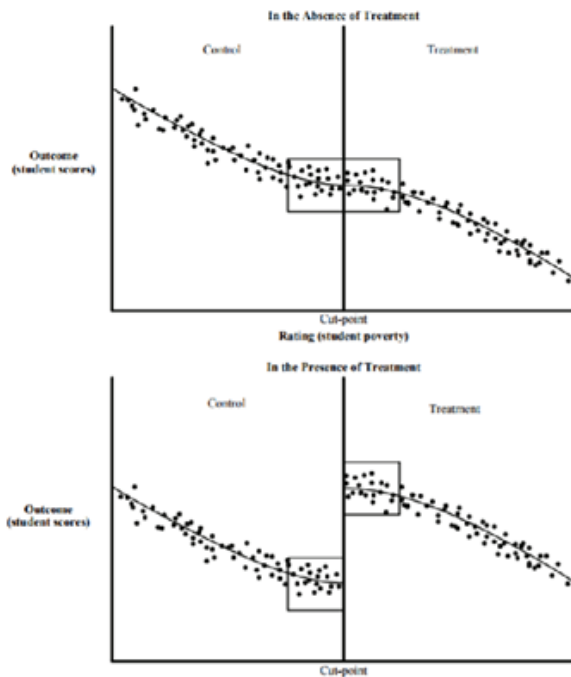 In the Absence of Treatment
Control
Treatment
Outcome
(student scores)
Cut-point
Rating (student poverty)
In the Presence of Treatment
Control
Treatment
Outcome
(student scores)
Cut-point